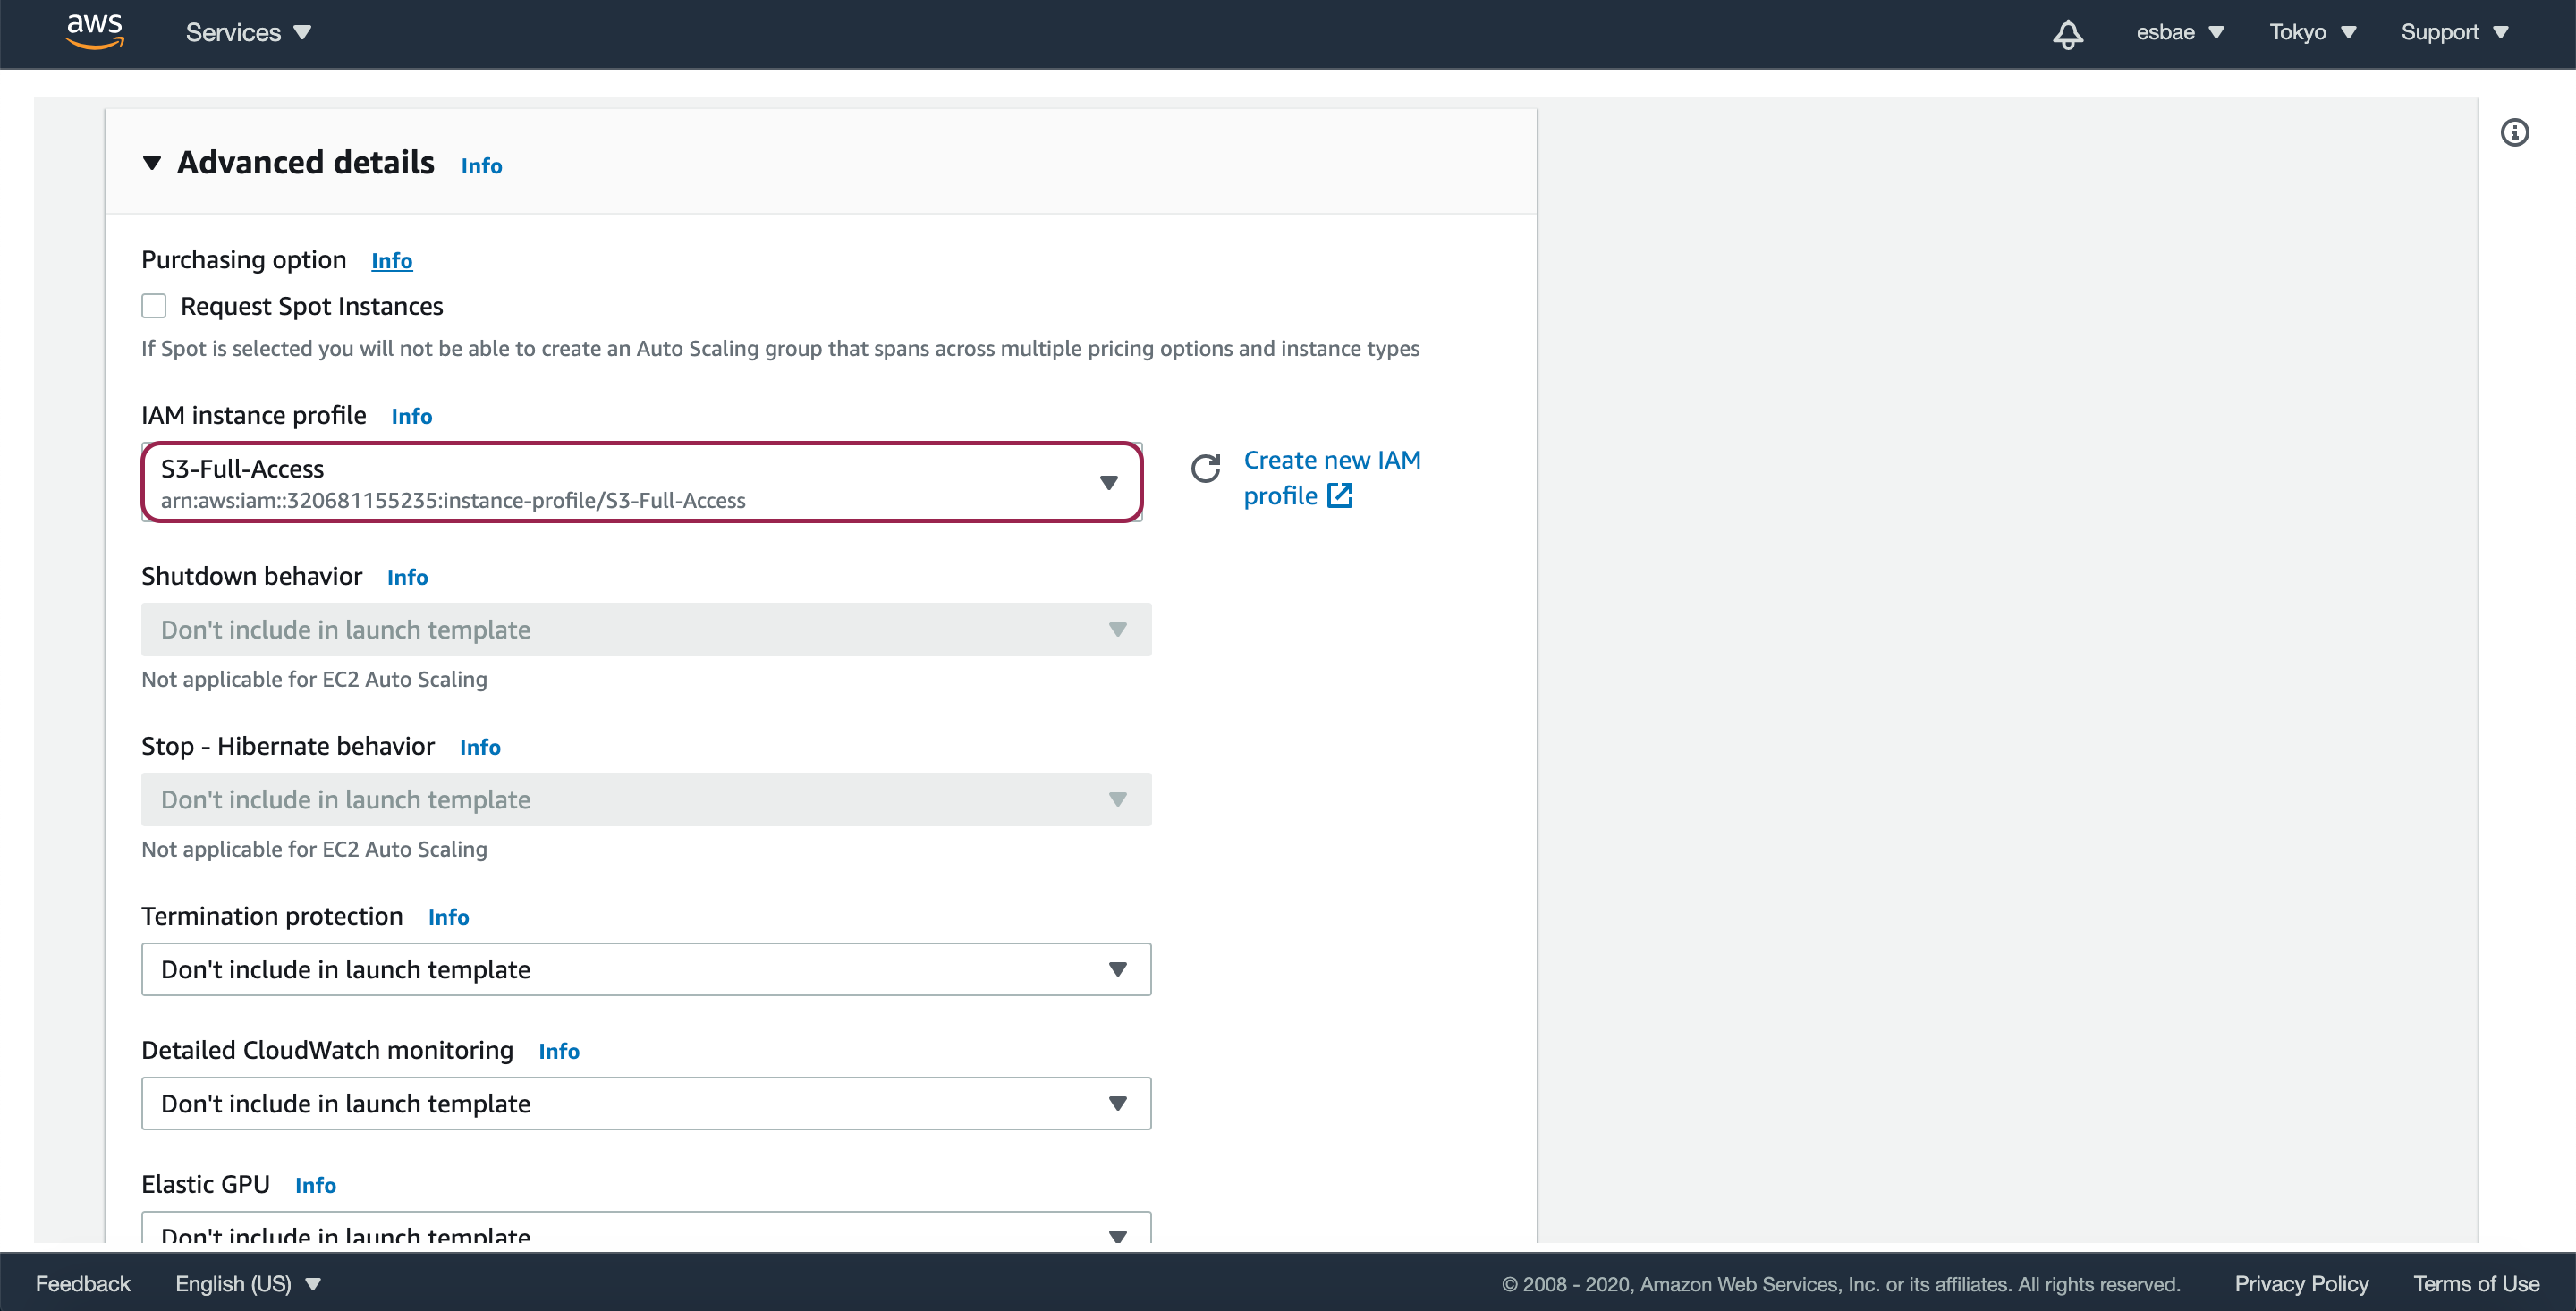 aws Services esbae Tokyo Support
Advanced details Info
Purchasing option Info
Request Spot Instances
If Spot is selected you will not be able to create an Auto Scaling group that spans across multiple pricing options and instance types
IAM instance profile Info
S3-Full-Access
arn:aws:iam::320681155235:instance-profile/S3-Full-Access
Create new IAM
profile
Shutdown behavior Info
Don't include in launch template
Not applicable for EC2 Auto Scaling
Stop - Hibernate behavior Info
Don't include in launch template
Not applicable for EC2 Auto Scaling
Termination protection Info
Don't include in launch template
Detailed CloudWatch monitoring Info
Don't include in launch template
Elastic GPU Info
Don't include in launch template
Feedback English (US) © 2008 - 2020, Amazon Web Services, Inc. or its affiliates. All rights reserved. Privacy Policy Terms of Use